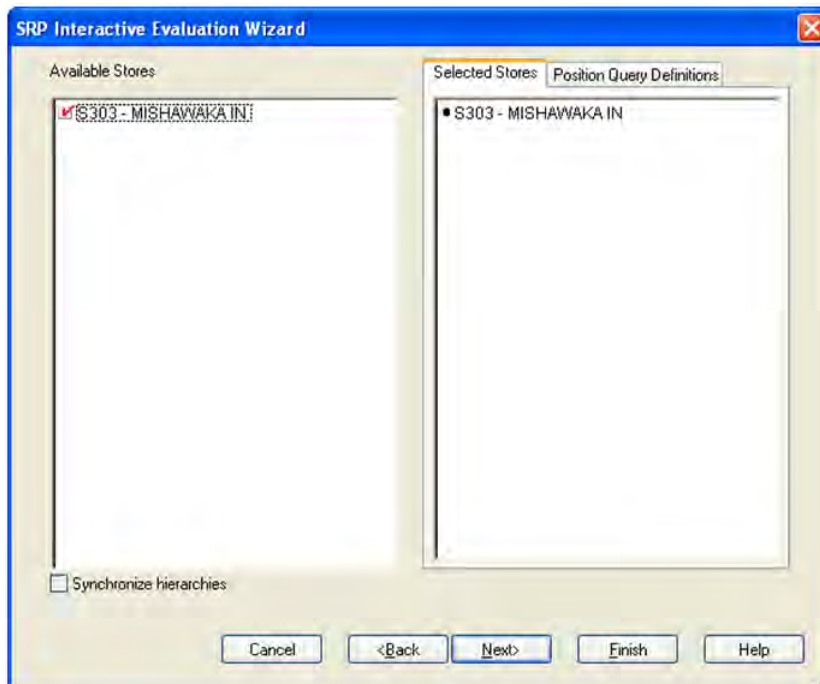 SRP Interactive Evaluation Wizard
Available Stores
S303 - MISHAWAKA IN
Selected Stores
Position Query Definitions
S303 - MISHAWAKA IN
Synchronize hierarchies
Cancel
<Back
Next>
Finish
Help